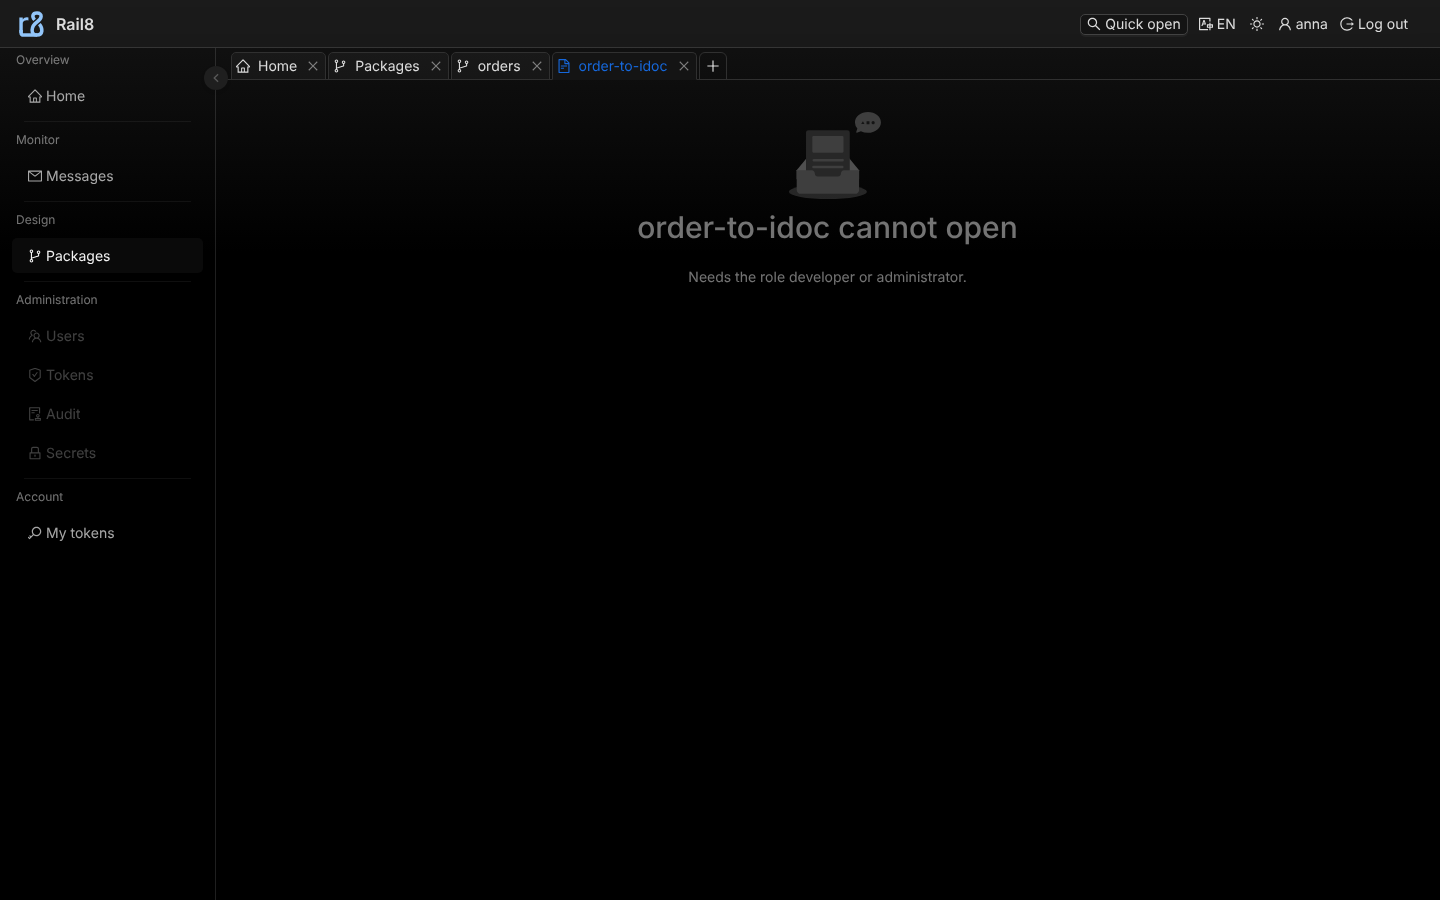 Rail8
Quick open
EN
anna
Log out
Overview
Home
Monitor
Messages
Design
Packages
Administration
Users
Tokens
Audit
Secrets
Account
My tokens
Home
Packages
orders
order-to-idoc
order-to-idoc cannot open
Needs the role developer or administrator.